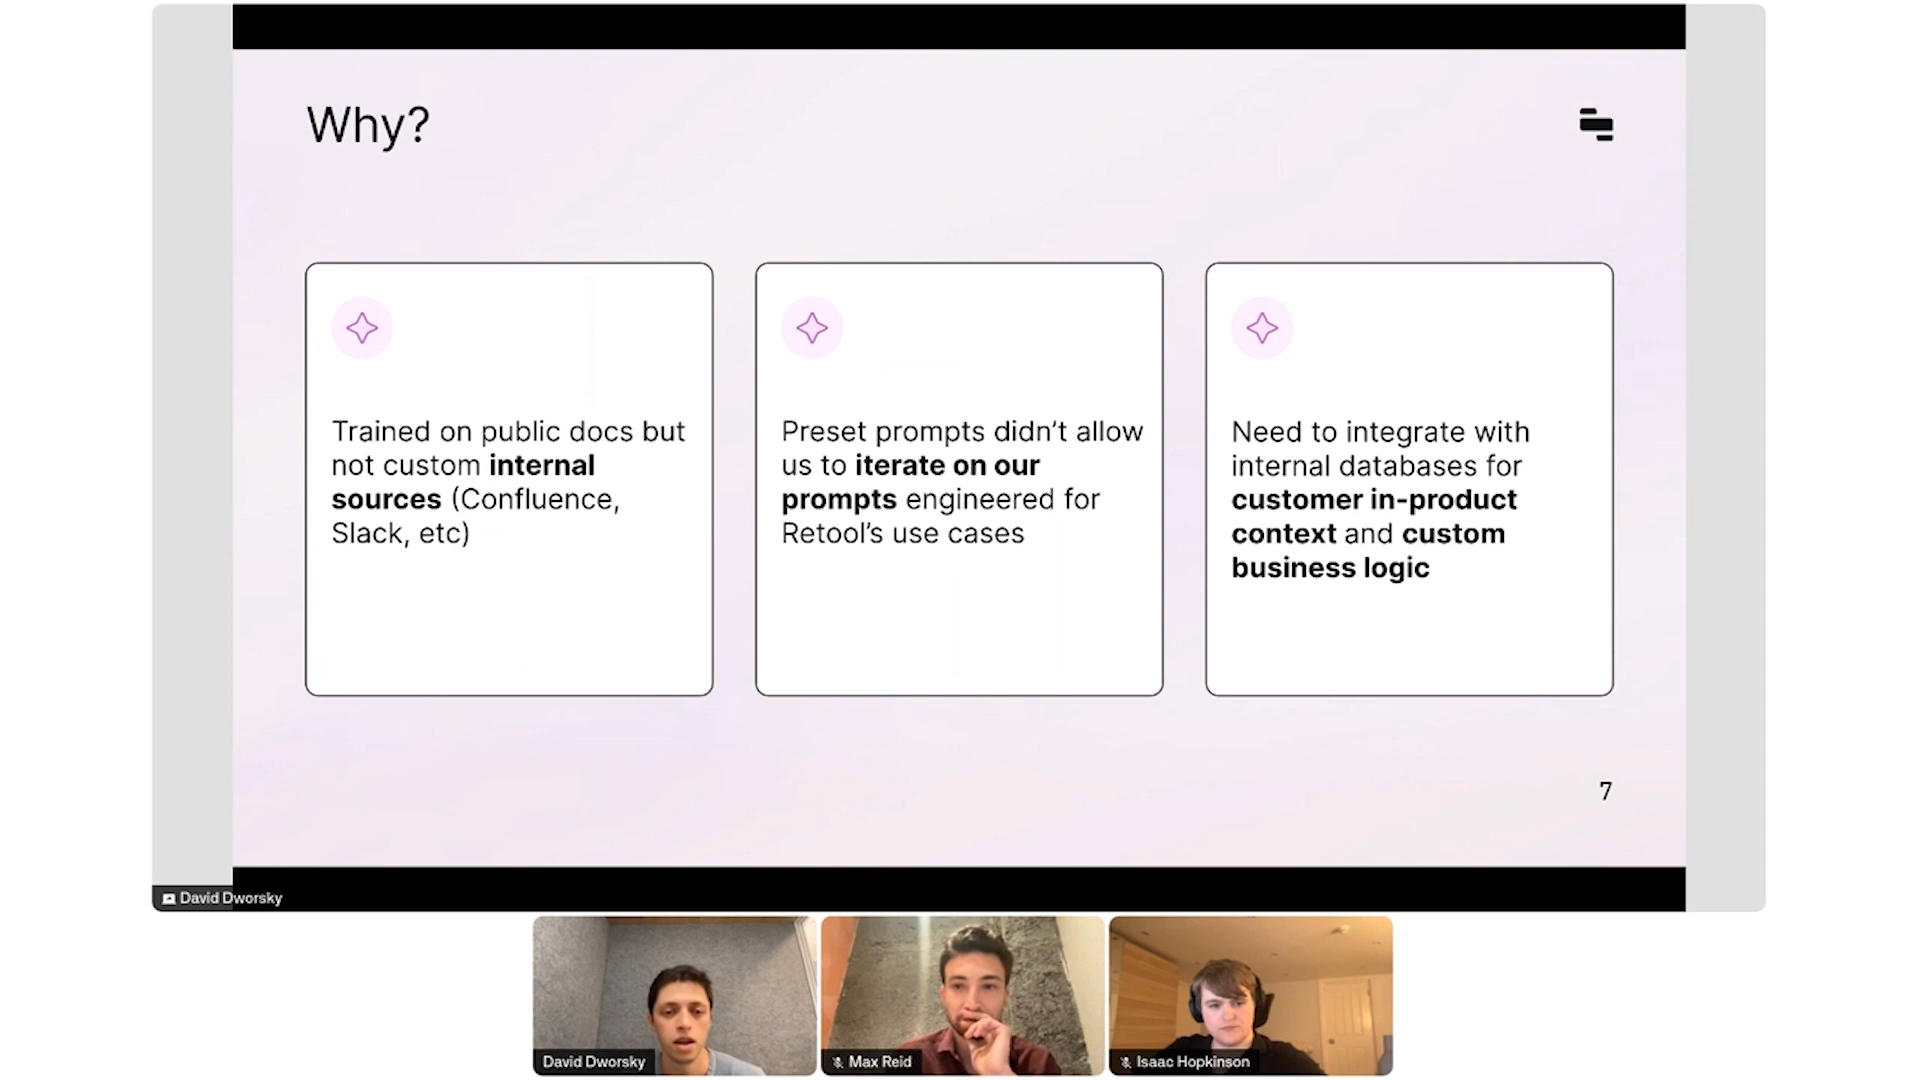 Why?
Trained on public docs but
not custom internal
sources (Confluence,
Slack, etc)
Preset prompts didn’t allow
us to iterate on our
prompts engineered for
Retool’s use cases
Need to integrate with
internal databases for
customer in-product
context and custom
business logic
7
David Dworsky
David Dworsky
Max Reid
Isaac Hopkinson